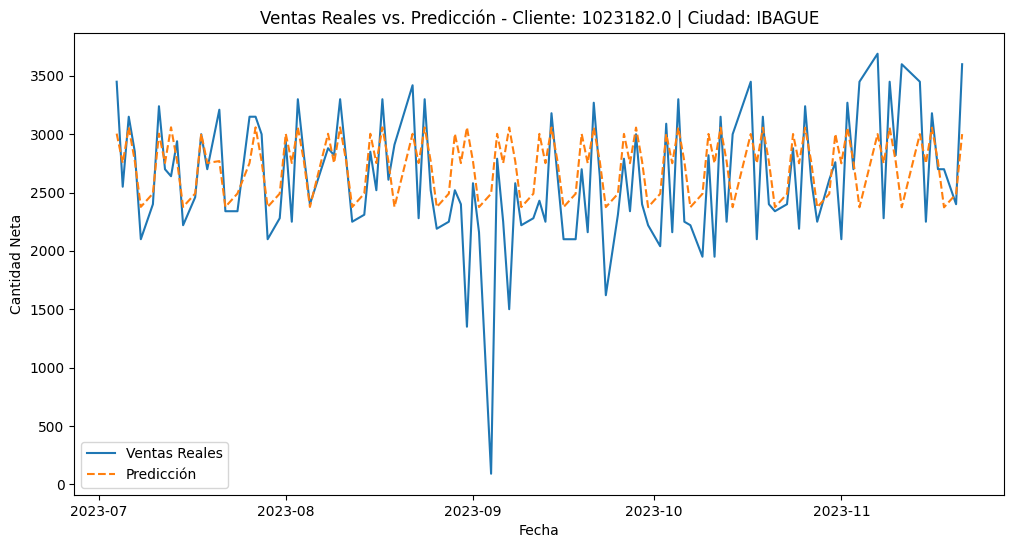 Ventas Reales vs. Predicción - Cliente: 1023182.0 | Ciudad: IBAGUE
Cantidad Neta
3500
3000
2500
2000
1500
1000
500
0
Ventas Reales
Predicción
2023-07
2023-08
2023-09
2023-10
2023-11
Fecha